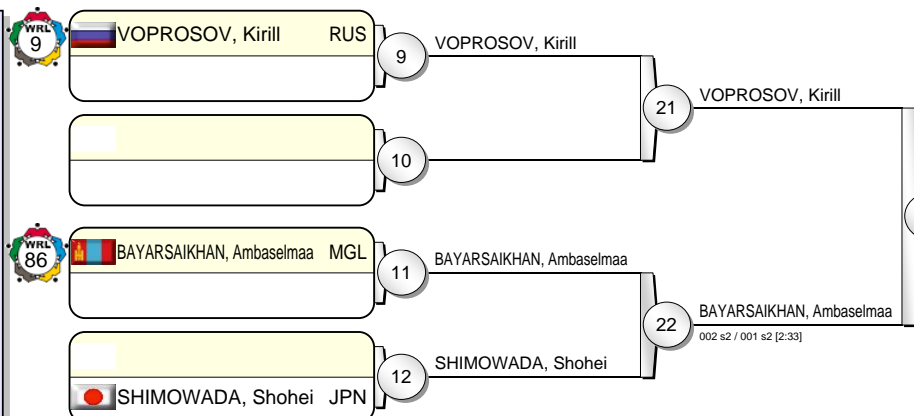 WRL
9
VOPROSOV, Kirill RUS
9
VOPROSOV, Kirill
21
VOPROSOV, Kirill
10
WRL
86
BAYARSAIKHAN, Ambaselmaa MGL
11
BAYARSAIKHAN, Ambaselmaa
22
BAYARSAIKHAN, Ambaselmaa
002 s2 / 001 s2 [2:33]
SHIMOWADA, Shohei JPN
12
SHIMOWADA, Shohei